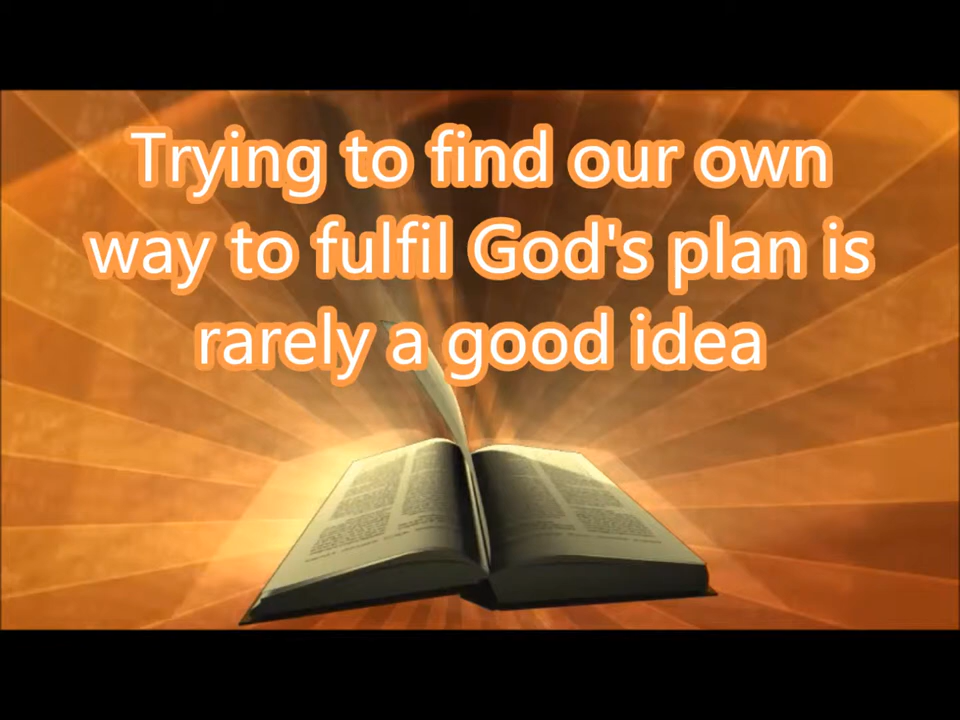 Trying to find our own
way to fulfil God's plan is
rarely a good idea